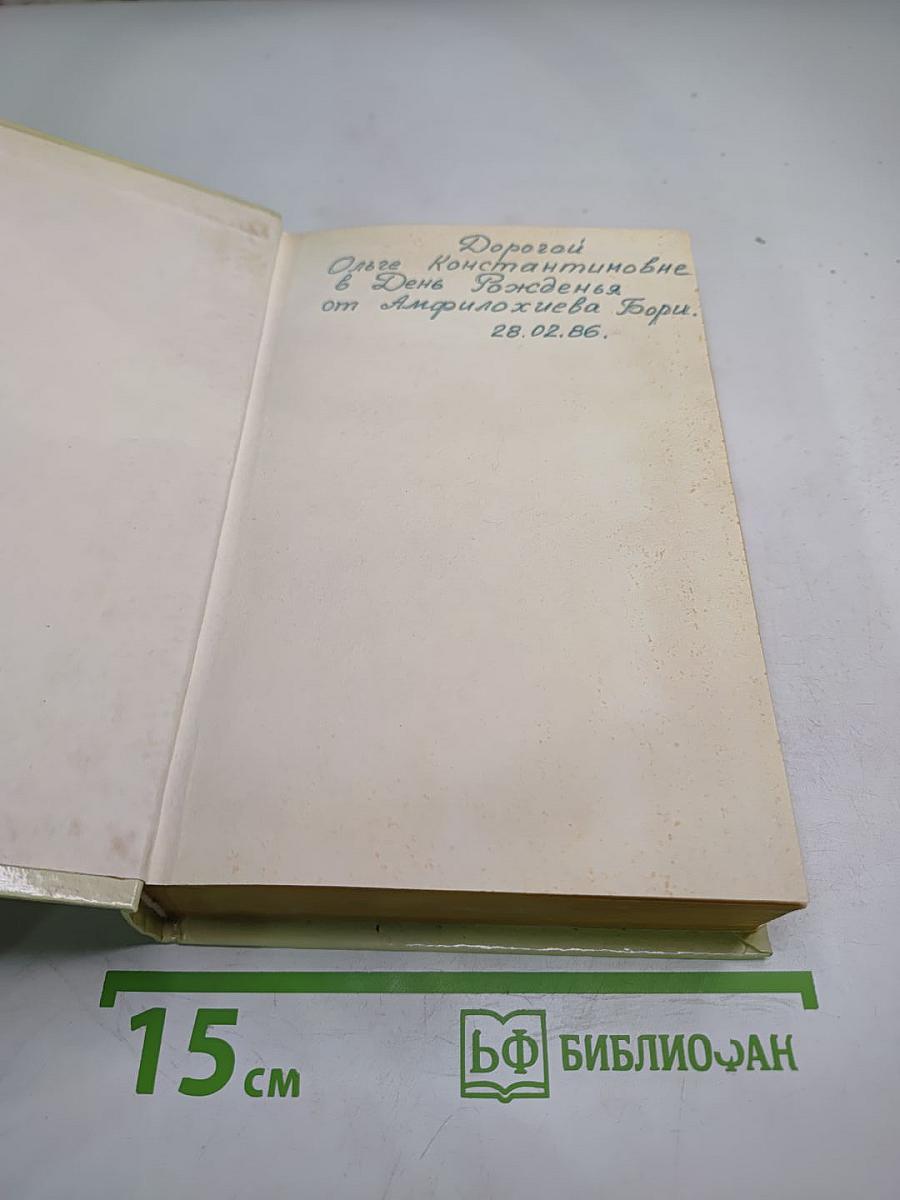 Дорогой
Ольге Константиновне
в День Рожденья
от Амфилохиева Бори.
28.02.86.
15 см
БФ БИБЛИОФАН